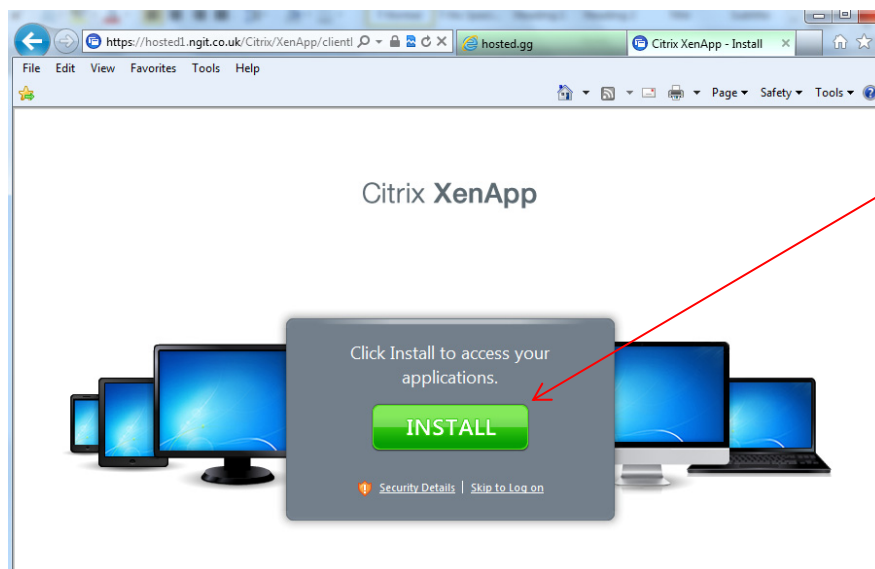 https://hosted1.ngit.co.uk/Citrix/XenApp/clientl
hosted.gg
Citrix XenApp - Install
File Edit View Favorites Tools Help
Page Safety Tools
Citrix XenApp
Click Install to access your
applications.
INSTALL
Security Details | Skip to Log on